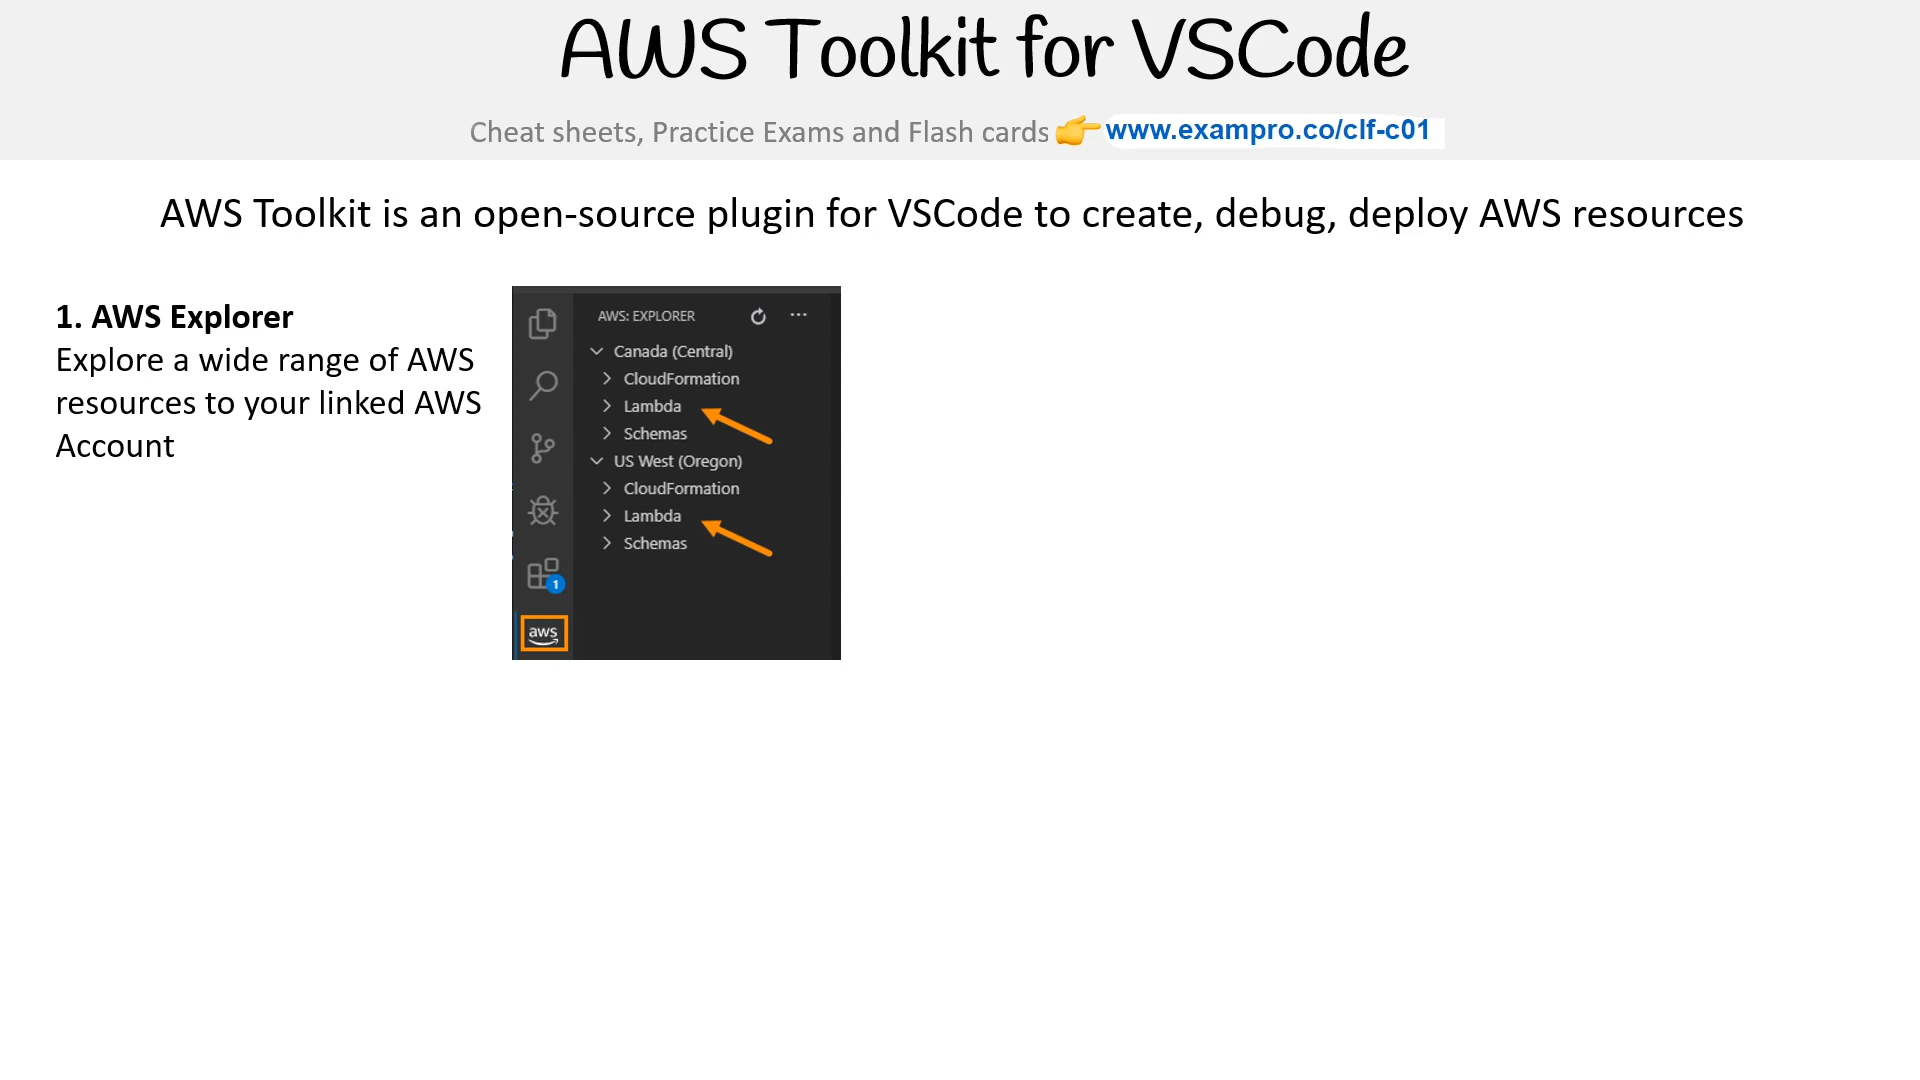 AWS Toolkit for VSCode
Cheat sheets, Practice Exams and Flash cards 👉 www.exampro.co/clf-c01
AWS Toolkit is an open-source plugin for VSCode to create, debug, deploy AWS resources
1. AWS Explorer
Explore a wide range of AWS
resources to your linked AWS
Account
AWS: EXPLORER
Canada (Central)
CloudFormation
Lambda
Schemas
US West (Oregon)
CloudFormation
Lambda
Schemas
1
aws